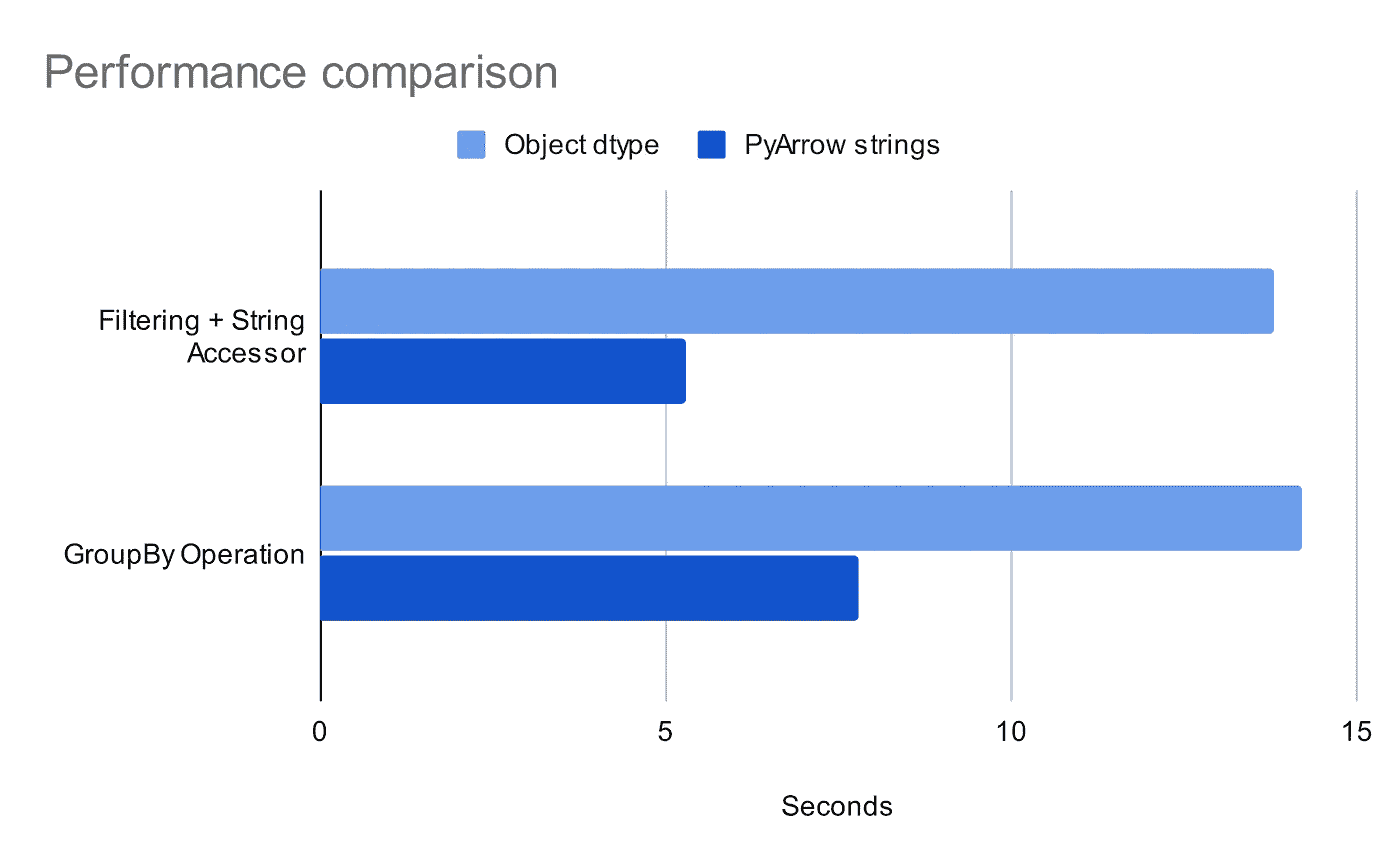 Performance comparison
Object dtype PyArrow strings
Filtering + String
Accessor
GroupBy Operation
0 5 10 15
Seconds